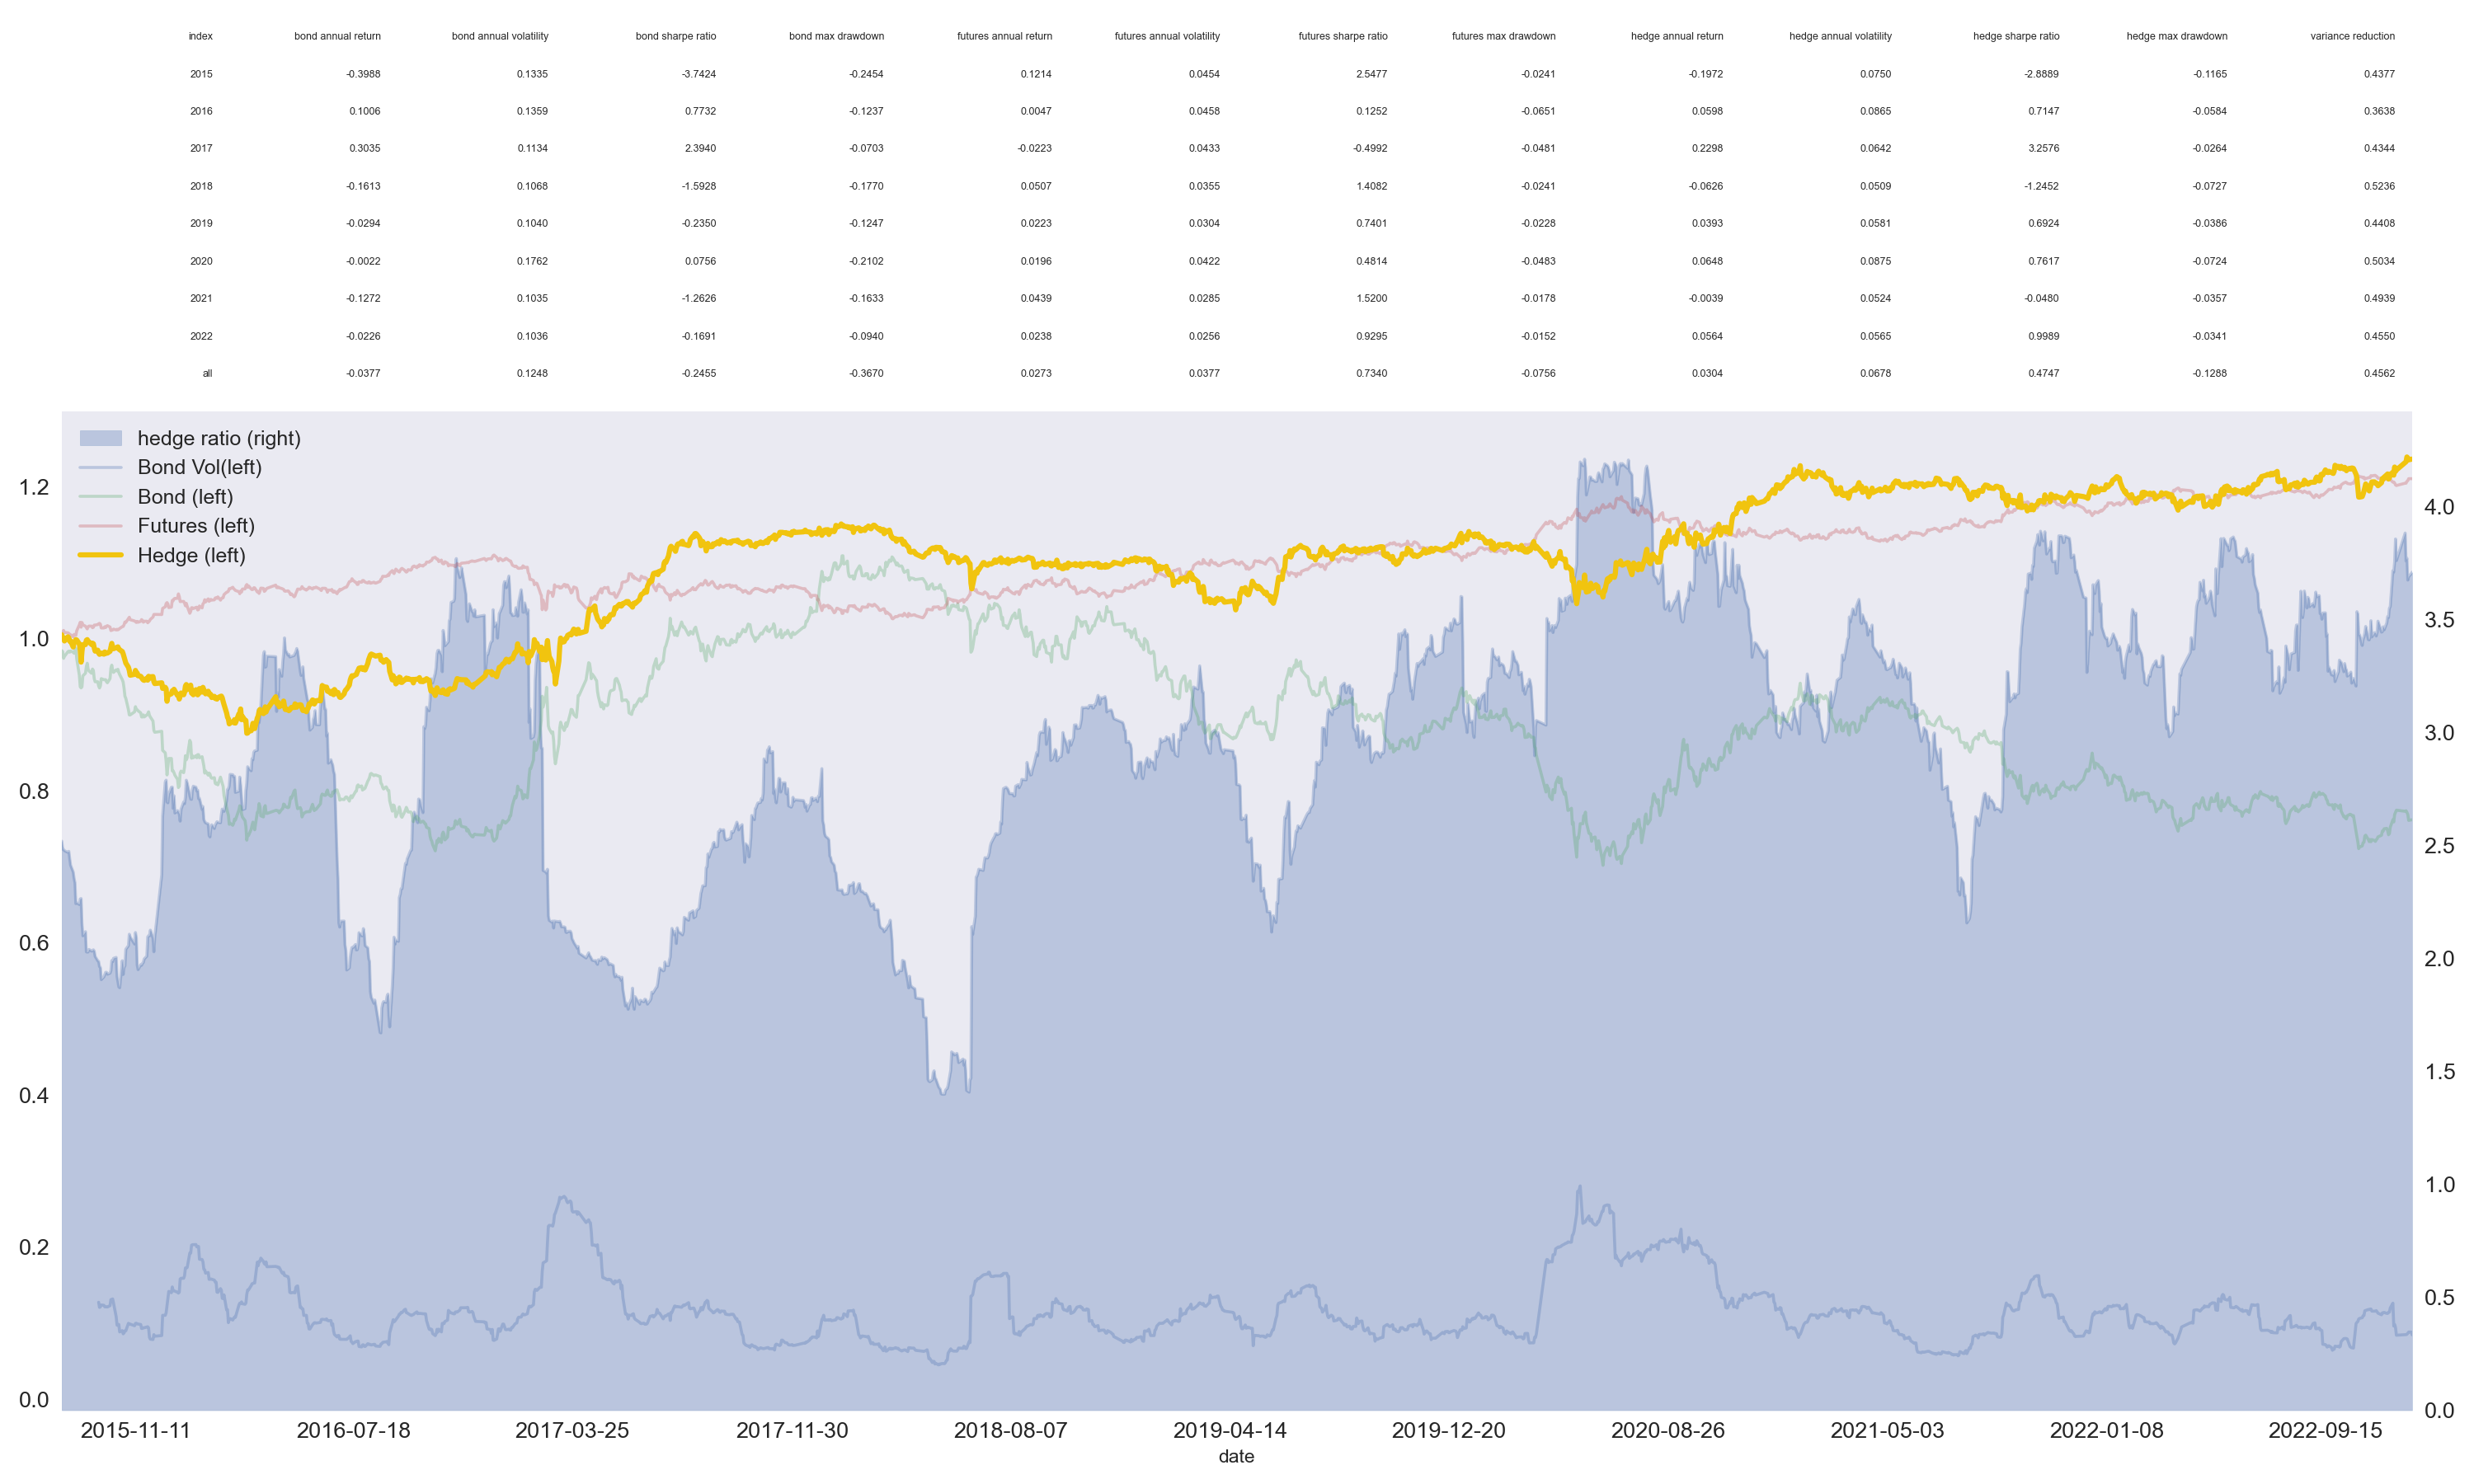 index bond annual return bond annual volatility bond sharpe ratio bond max drawdown futures annual return futures annual volatility futures sharpe ratio futures max drawdown hedge annual return hedge annual volatility hedge sharpe ratio hedge max drawdown variance reduction
2015 -0.3988 0.1335 -3.7424 -0.2454 0.1214 0.0454 2.5477 -0.0241 -0.1972 0.0750 -2.8889 -0.1165 0.4377
2016 0.1006 0.1359 0.7732 -0.1237 0.0047 0.0458 0.1252 -0.0651 0.0598 0.0865 0.7147 -0.0584 0.3638
2017 0.3035 0.1134 2.3940 -0.0703 -0.0223 0.0433 -0.4992 -0.0481 0.2298 0.0642 3.2576 -0.0264 0.4344
2018 -0.1613 0.1068 -1.5928 -0.1770 0.0507 0.0355 1.4082 -0.0241 -0.0626 0.0509 -1.2452 -0.0727 0.5236
2019 -0.0294 0.1040 -0.2350 -0.1247 0.0223 0.0304 0.7401 -0.0228 0.0393 0.0581 0.6924 -0.0386 0.4408
2020 -0.0022 0.1762 0.0756 -0.2102 0.0196 0.0422 0.4814 -0.0483 0.0648 0.0875 0.7617 -0.0724 0.5034
2021 -0.1272 0.1035 -1.2626 -0.1633 0.0439 0.0285 1.5200 -0.0178 -0.0039 0.0524 -0.0480 -0.0357 0.4939
2022 -0.0226 0.1036 -0.1691 -0.0940 0.0238 0.0256 0.9295 -0.0152 0.0564 0.0565 0.9989 -0.0341 0.4550
all -0.0377 0.1248 -0.2455 -0.3670 0.0273 0.0377 0.7340 -0.0756 0.0304 0.0678 0.4747 -0.1288 0.4562
hedge ratio (right)
Bond Vol(left)
Bond (left)
Futures (left)
Hedge (left)
1.2
1.0
0.8
0.6
0.4
0.2
0.0
4.0
3.5
3.0
2.5
2.0
1.5
1.0
0.5
0.0
2015-11-11 2016-07-18 2017-03-25 2017-11-30 2018-08-07 2019-04-14 2019-12-20 2020-08-26 2021-05-03 2022-01-08 2022-09-15
date